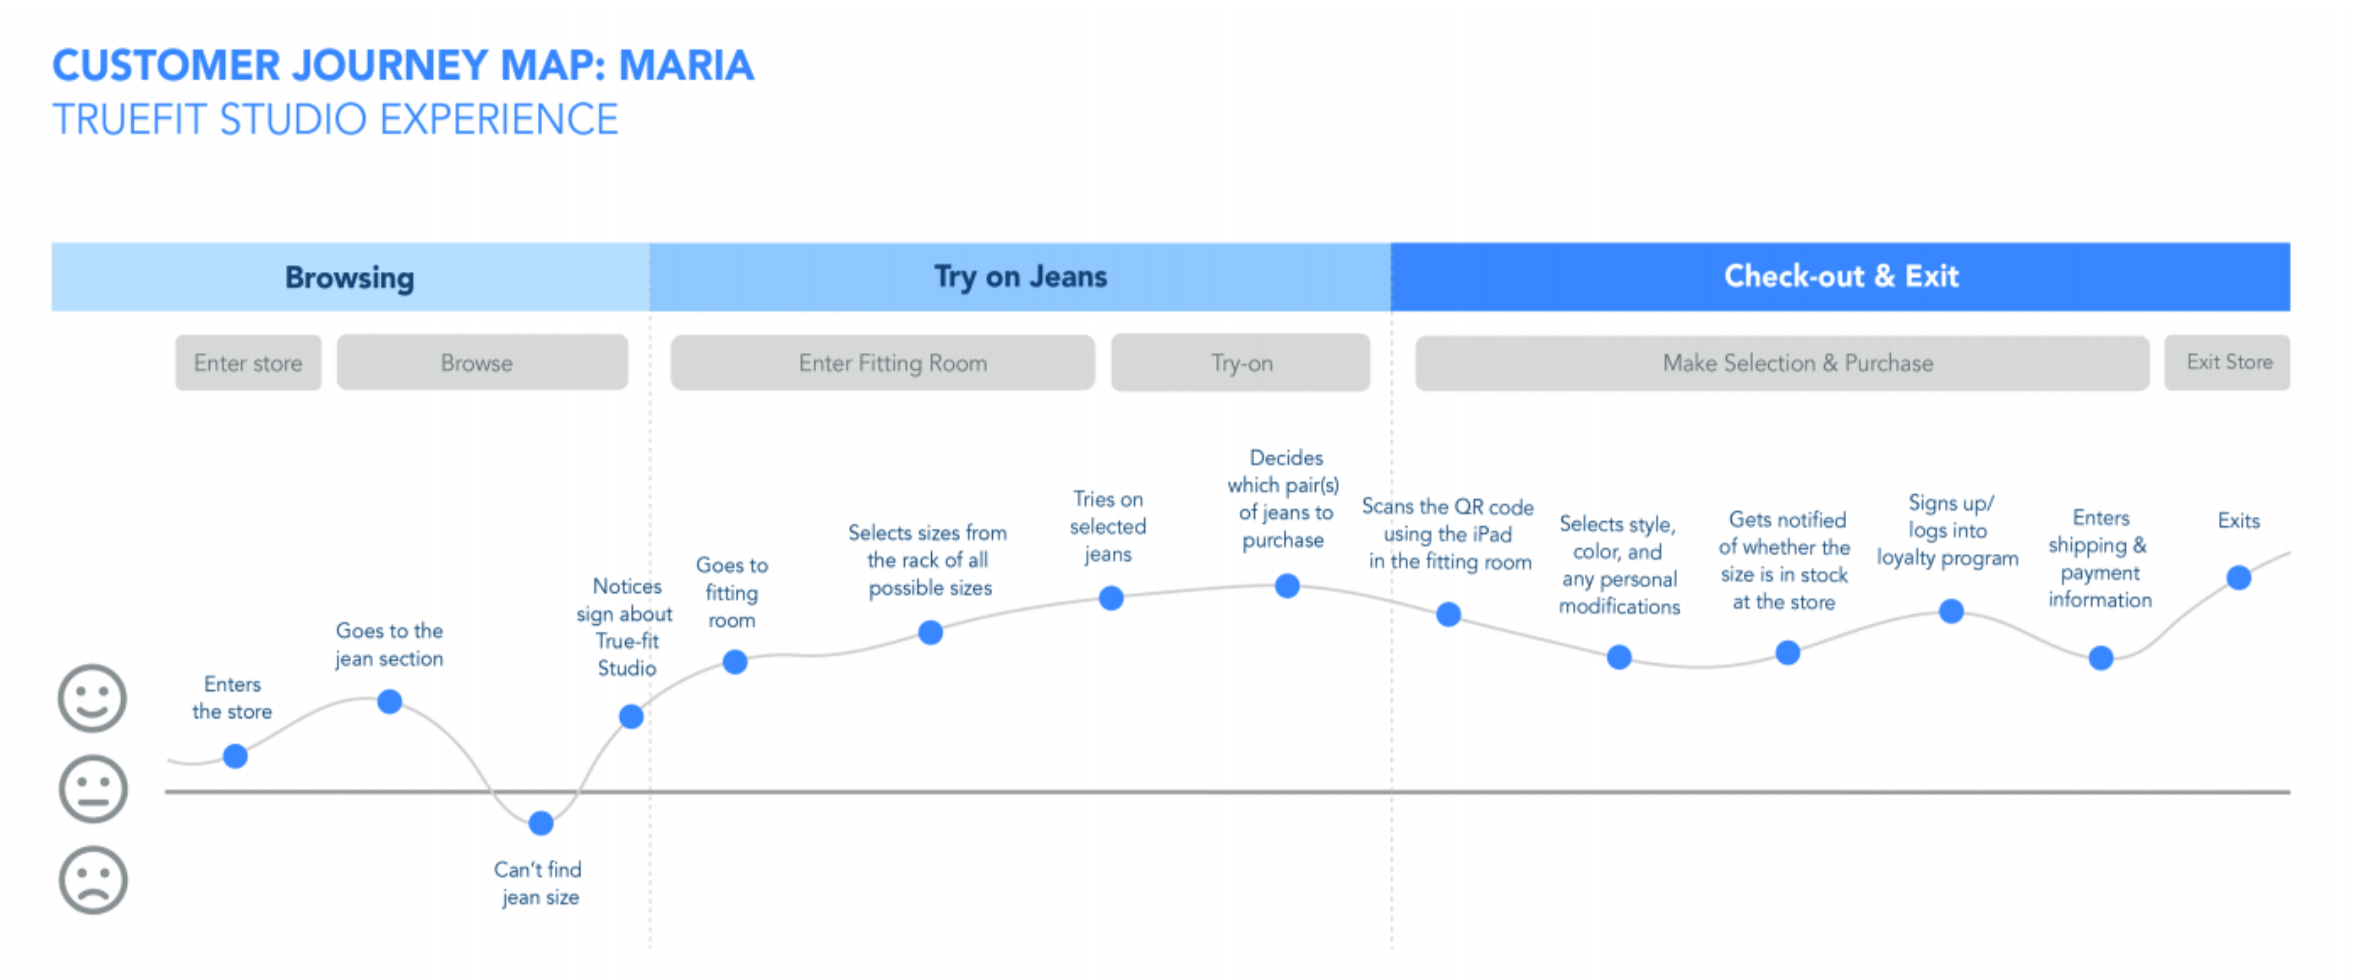 CUSTOMER JOURNEY MAP: MARIA
TRUEFIT STUDIO EXPERIENCE
Browsing
Try on Jeans
Check-out & Exit
Enter store
Browse
Enter Fitting Room
Try-on
Make Selection & Purchase
Exit Store
Enters
the store
Goes to the
jean section
Can't find
jean size
Notices
sign about
True-fit
Studio
Goes to
fitting
room
Selects sizes from
the rack of all
possible sizes
Tries on
selected
jeans
Decides
which pair(s)
of jeans to
purchase
Scans the QR code
using the iPad
in the fitting room
Selects style,
color, and
any personal
modifications
Gets notified
of whether the
size is in stock
at the store
Signs up/
logs into
loyalty program
Enters
shipping &
payment
information
Exits